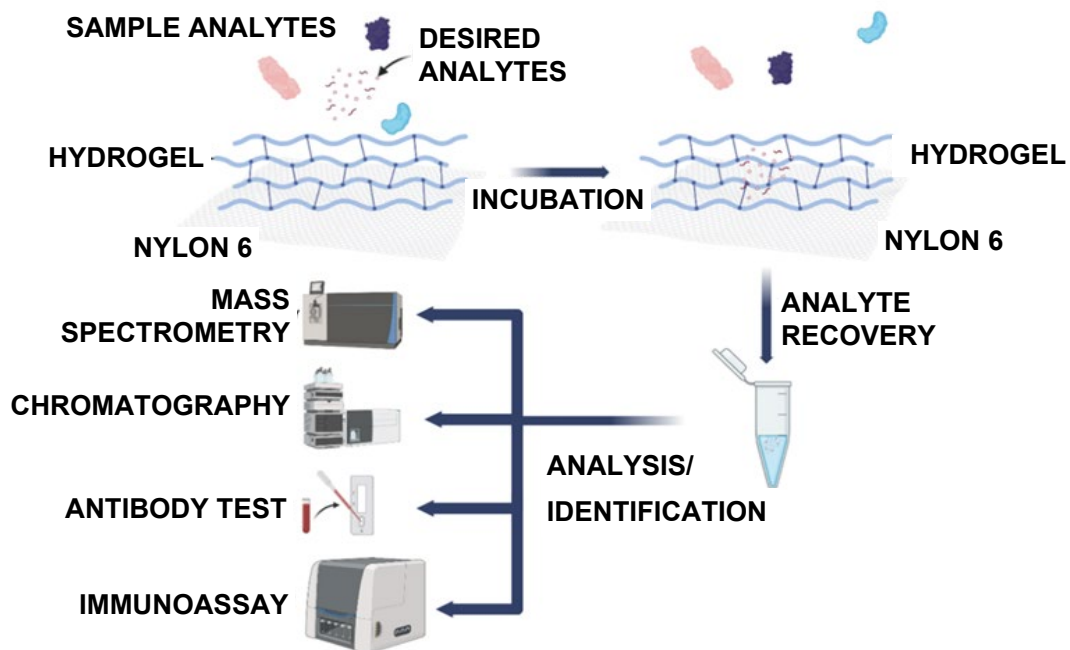 SAMPLE ANALYTES
DESIRED
ANALYTES
HYDROGEL
INCUBATION
HYDROGEL
NYLON 6
NYLON 6
MASS
SPECTROMETRY
ANALYTE
RECOVERY
CHROMATOGRAPHY
ANALYSIS/
IDENTIFICATION
ANTIBODY TEST
IMMUNOASSAY